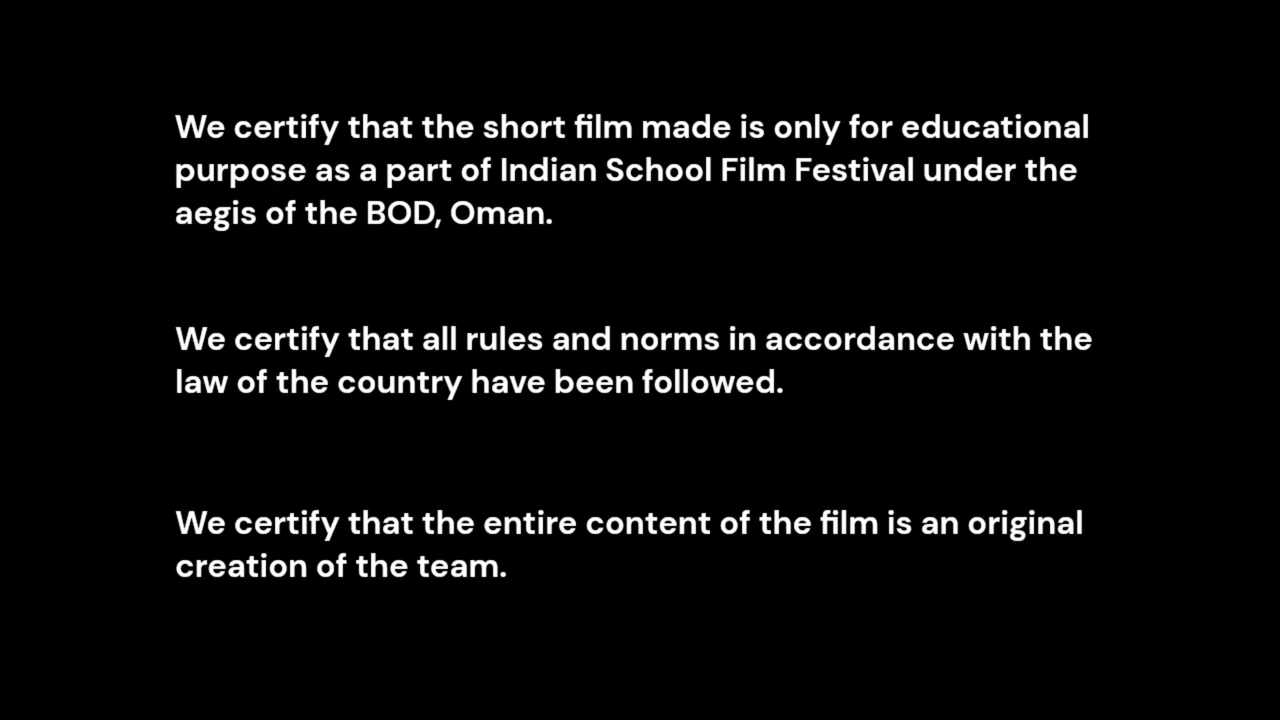 We certify that the short film made is only for educational
purpose as a part of Indian School Film Festival under the
aegis of the BOD, Oman.
We certify that all rules and norms in accordance with the
law of the country have been followed.
We certify that the entire content of the film is an original
creation of the team.